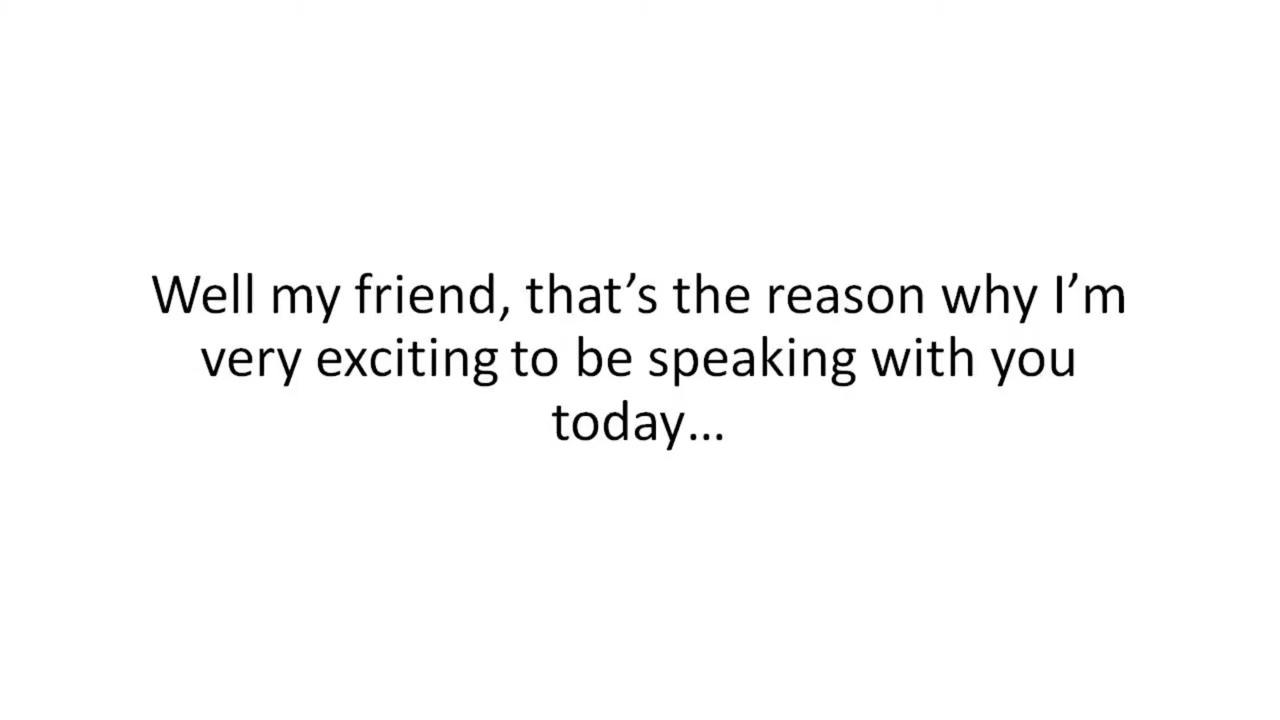 Well my friend, that’s the reason why I’m
very exciting to be speaking with you
today…